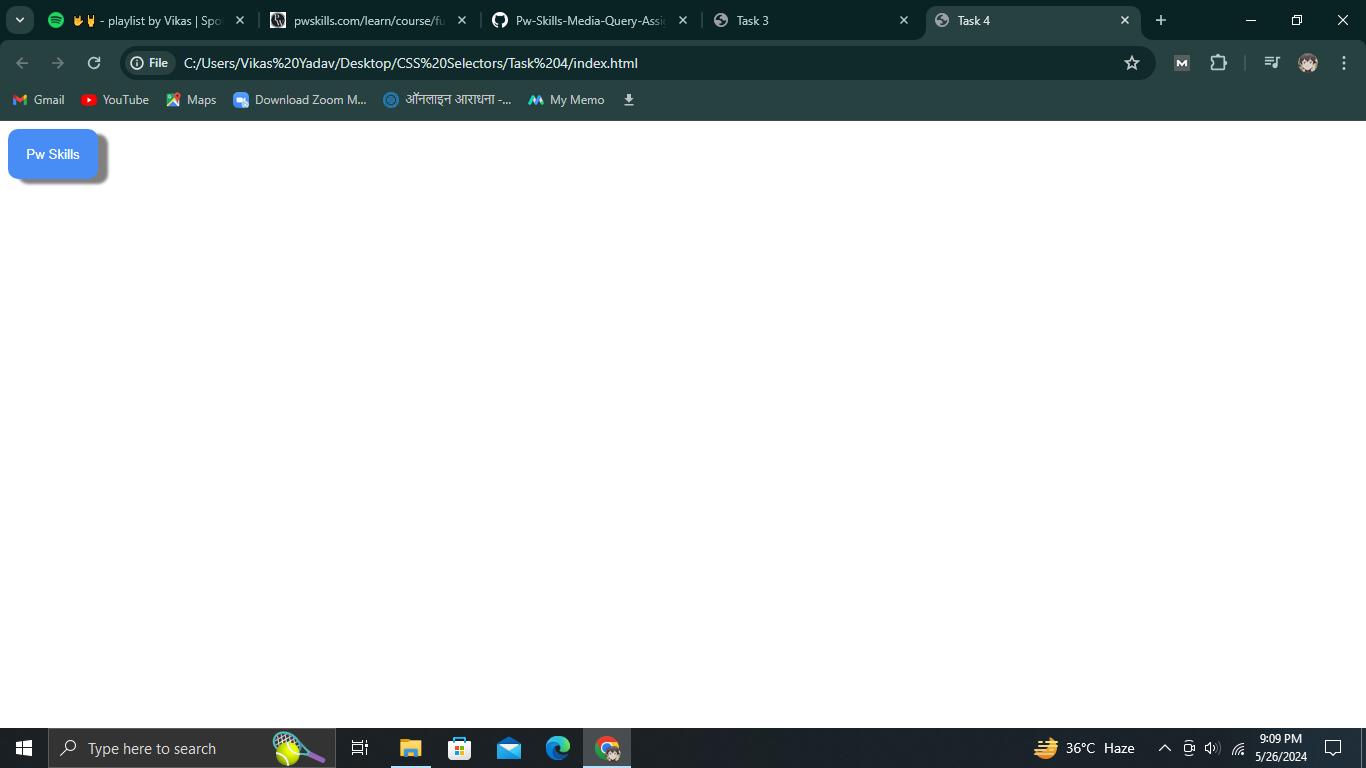 🤟🤘 - playlist by Vikas | Spo
pwskills.com/learn/course/fu
Pw-Skills-Media-Query-Assi
Task 3
Task 4
File
C:/Users/Vikas%20Yadav/Desktop/CSS%20Selectors/Task%204/index.html
Gmail
YouTube
Maps
Download Zoom M...
ऑनलाइन आराधना -...
My Memo
Pw Skills
Type here to search
36°C Haze
9:09 PM
5/26/2024